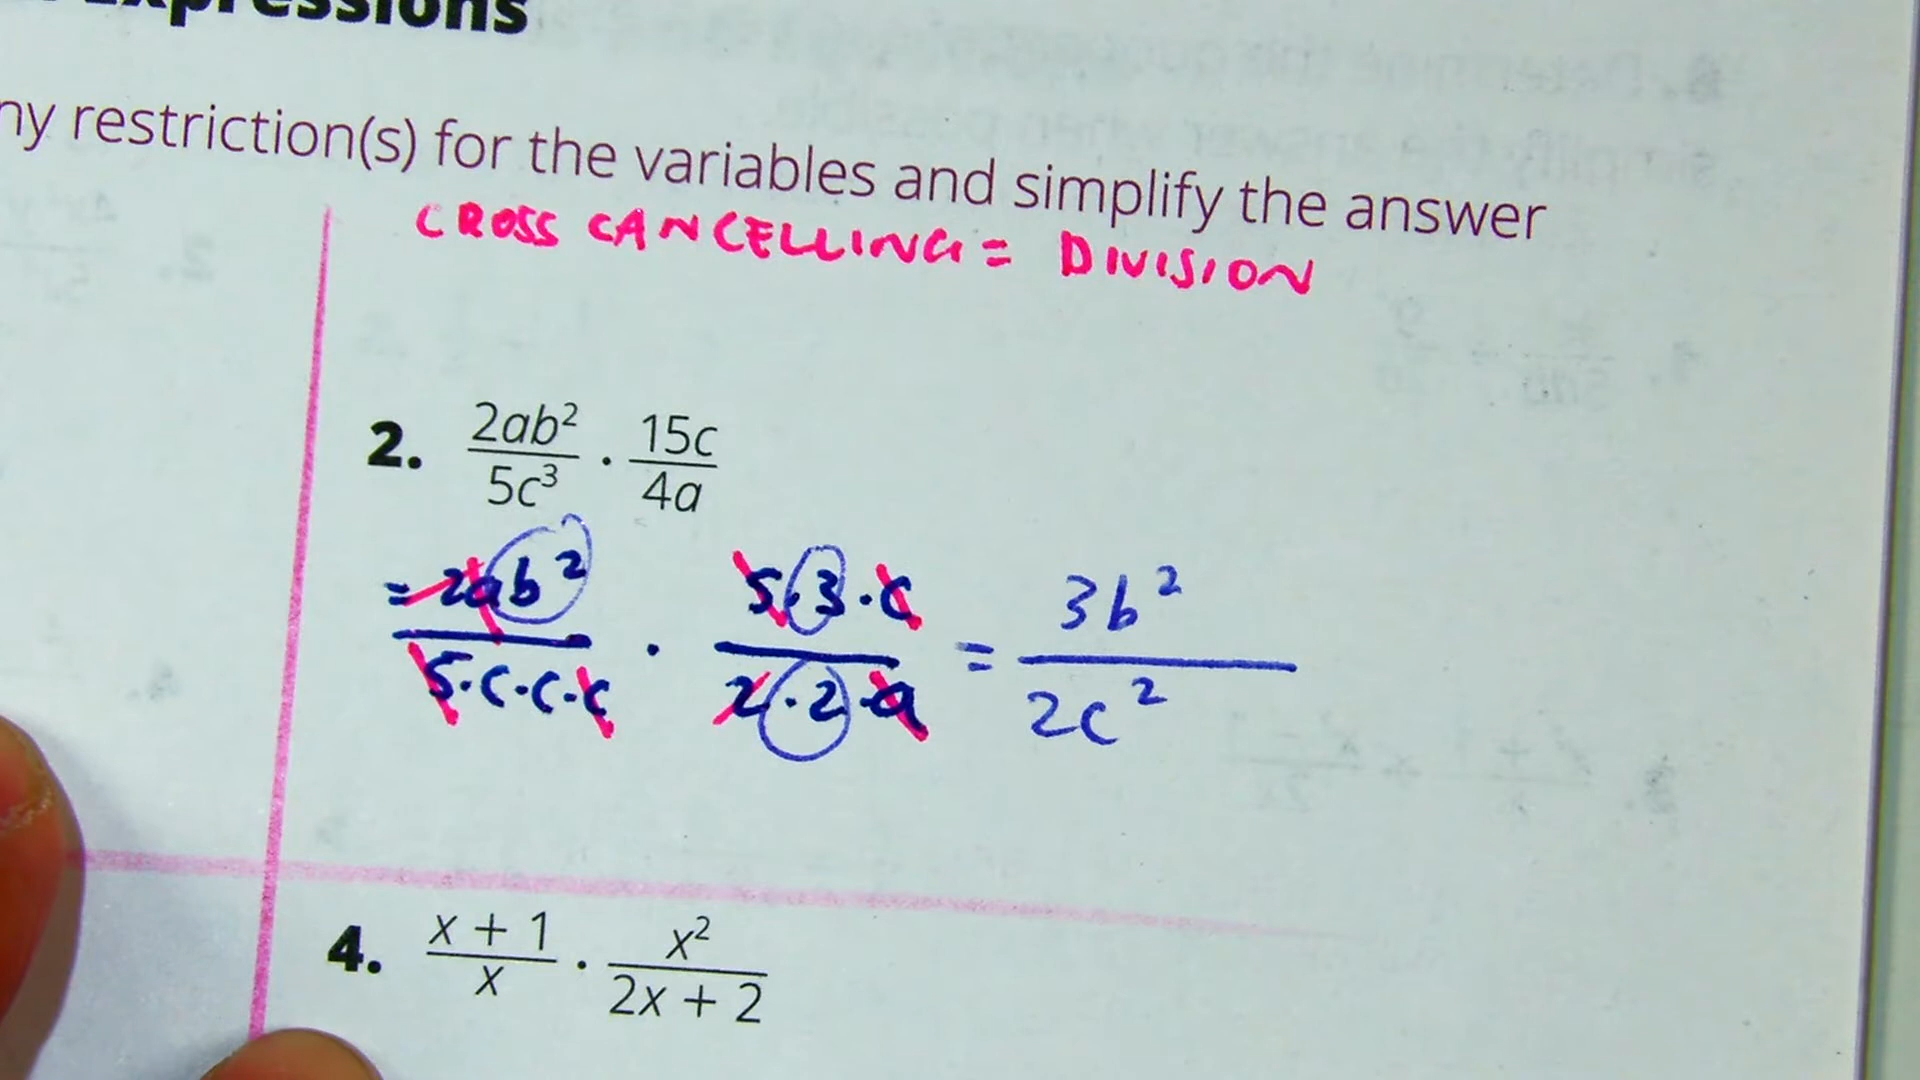 xpressions
ny restriction(s) for the variables and simplify the answer
CROSS CANCELLING = DIVISION
2. 2ab²/5c³ · 15c/4a
= 2ab²/5·c·c·c · 5·3·c/2·2·a = 3b²/2c²
4. x + 1/x · x²/2x + 2